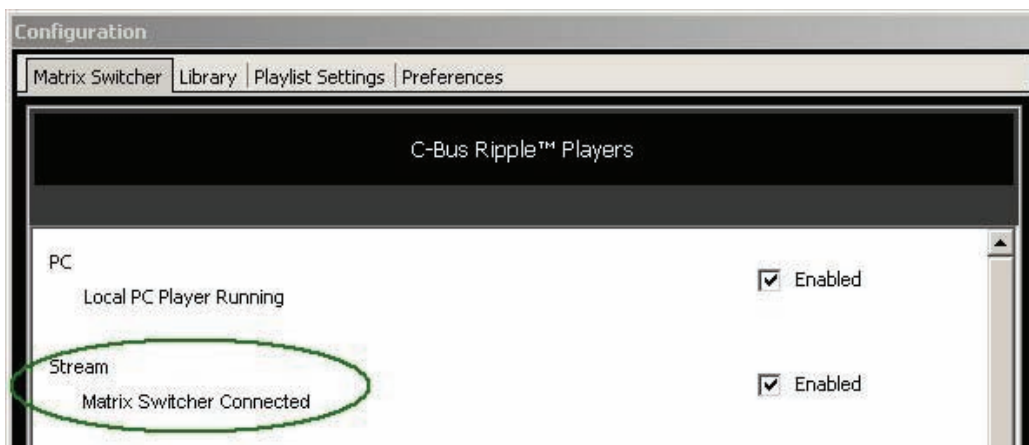 Configuration
Matrix Switcher Library Playlist Settings Preferences
C-Bus Ripple™ Players
PC
Enabled
Local PC Player Running
Stream
Enabled
Matrix Switcher Connected